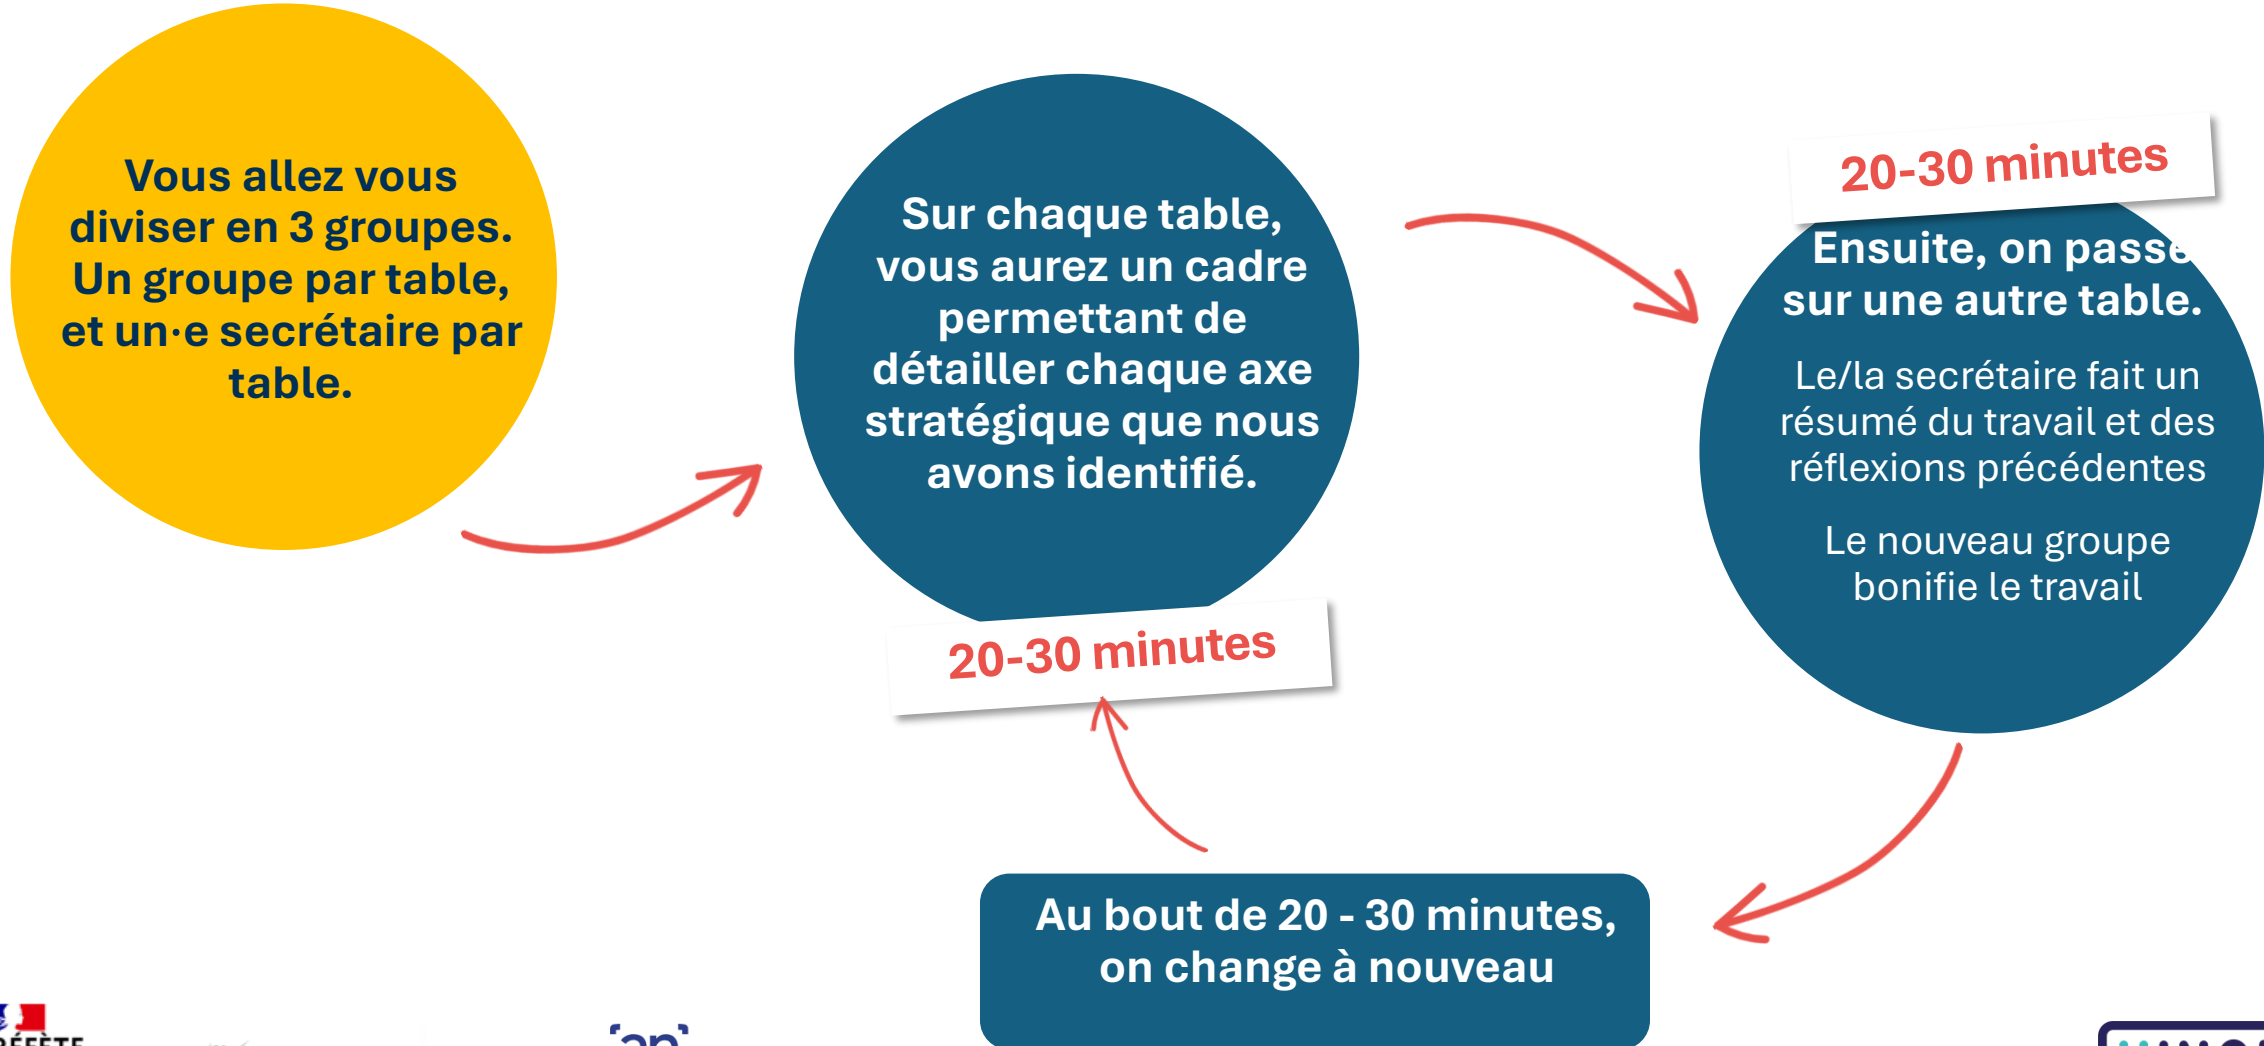 Vous allez vous
diviser en 3 groupes.
Un groupe par table,
et un·e secrétaire par
table.
Sur chaque table,
vous aurez un cadre
permettant de
détailler chaque axe
stratégique que nous
avons identifié.
20-30 minutes
20-30 minutes
Ensuite, on passe
sur une autre table.
Le/la secrétaire fait un
résumé du travail et des
réflexions précédentes
Le nouveau groupe
bonifie le travail
Au bout de 20 - 30 minutes,
on change à nouveau